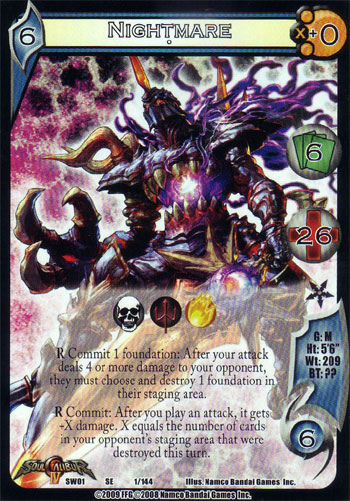 6
NIGHTMARE
X+0
6
26
G: M
Ht: 5'6"
Wt: 209
BT: ??
R Commit 1 foundation: After your attack
deals 4 or more damage to your opponent,
they must choose and destroy 1 foundation in
their staging area.
R Commit: After you play an attack, it gets
+X damage. X equals the number of cards
in your opponent's staging area that were
destroyed this turn.
6
SOULCALIBUR
IV
SW01 SE 1/144 Illus: Namco Bandai Games Inc.
©2009 FFG ©2008 Namco Bandai Games Inc.